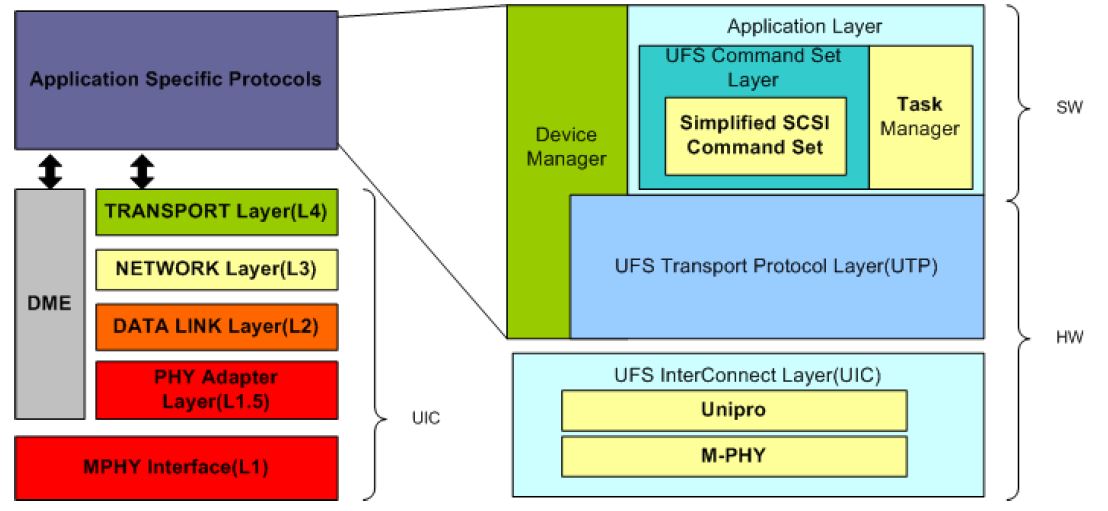 Application Specific Protocols
DME
TRANSPORT Layer(L4)
NETWORK Layer(L3)
DATA LINK Layer(L2)
PHY Adapter
Layer(L1.5)
MPHY Interface(L1)
UIC
Device
Manager
Application Layer
UFS Command Set
Layer
Simplified SCSI
Command Set
Task
Manager
UFS Transport Protocol Layer(UTP)
UFS InterConnect Layer(UIC)
Unipro
M-PHY
SW
HW